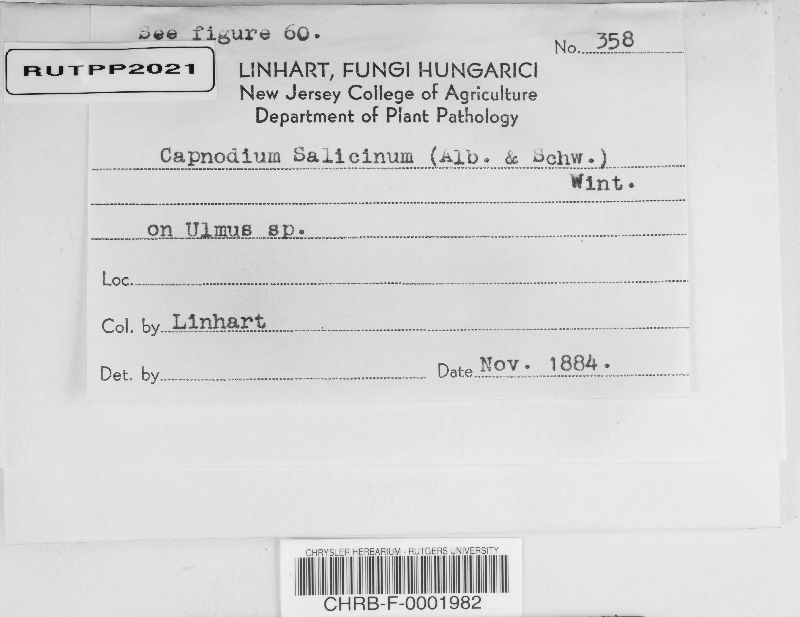 See figure 60.
No. 358
RUTPP2021
LINHART, FUNGI HUNGARICI
New Jersey College of Agriculture
Department of Plant Pathology
Capnodium Salicinum (Alb. & Schw.)
Wint.
on Ulmus sp.
Loc.
Col. by Linhart
Det. by
Date Nov. 1884.
CHRYSLER HERBARIUM - RUTGERS UNIVERSITY
CHRB-F-0001982